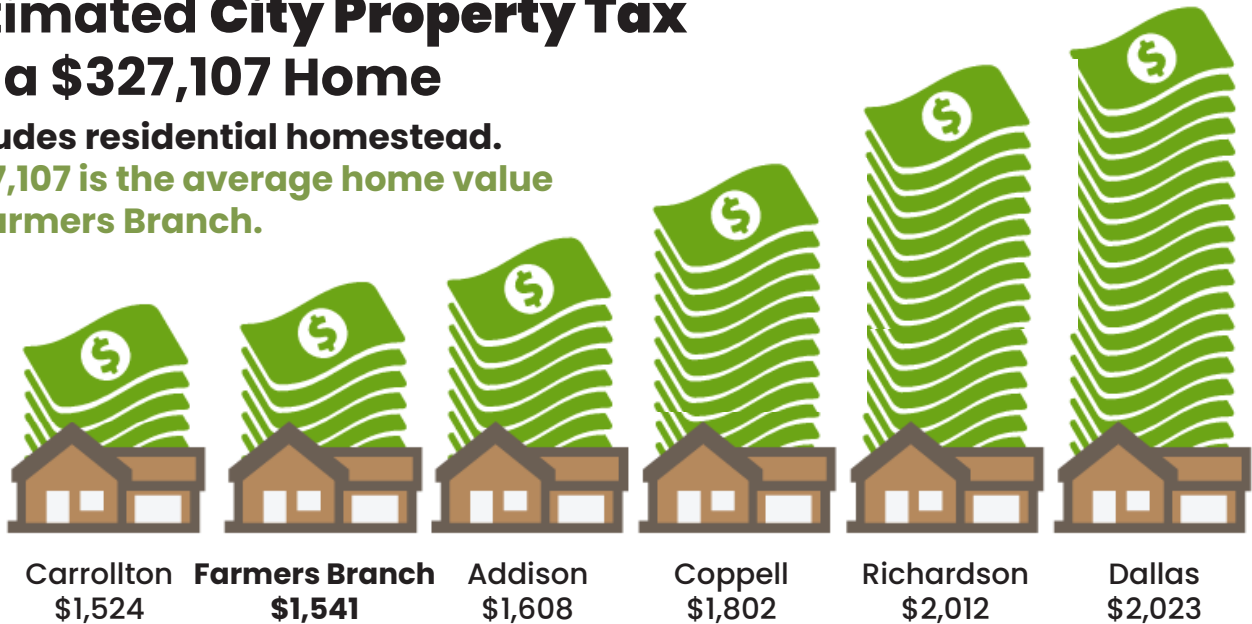 timated City Property Tax
a $327,107 Home
udes residential homestead.
7,107 is the average home value
armers Branch.
$
$
$
$
$
$
Carrollton
$1,524
Farmers Branch
$1,541
Addison
$1,608
Coppell
$1,802
Richardson
$2,012
Dallas
$2,023